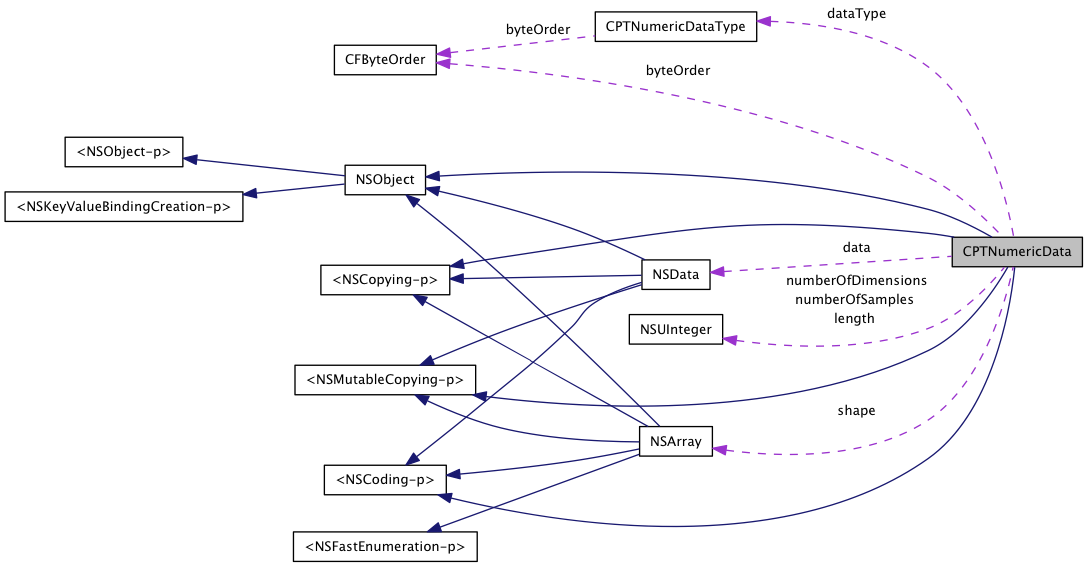 dataType
CPTNumericDataType
byteOrder
CFByteOrder
byteOrder
<NSObject-p>
NSObject
<NSKeyValueBindingCreation-p>
CPTNumericData
data
NSData
<NSCopying-p>
numberOfDimensions
numberOfSamples
length
NSUInteger
<NSMutableCopying-p>
shape
NSArray
<NSCoding-p>
<NSFastEnumeration-p>